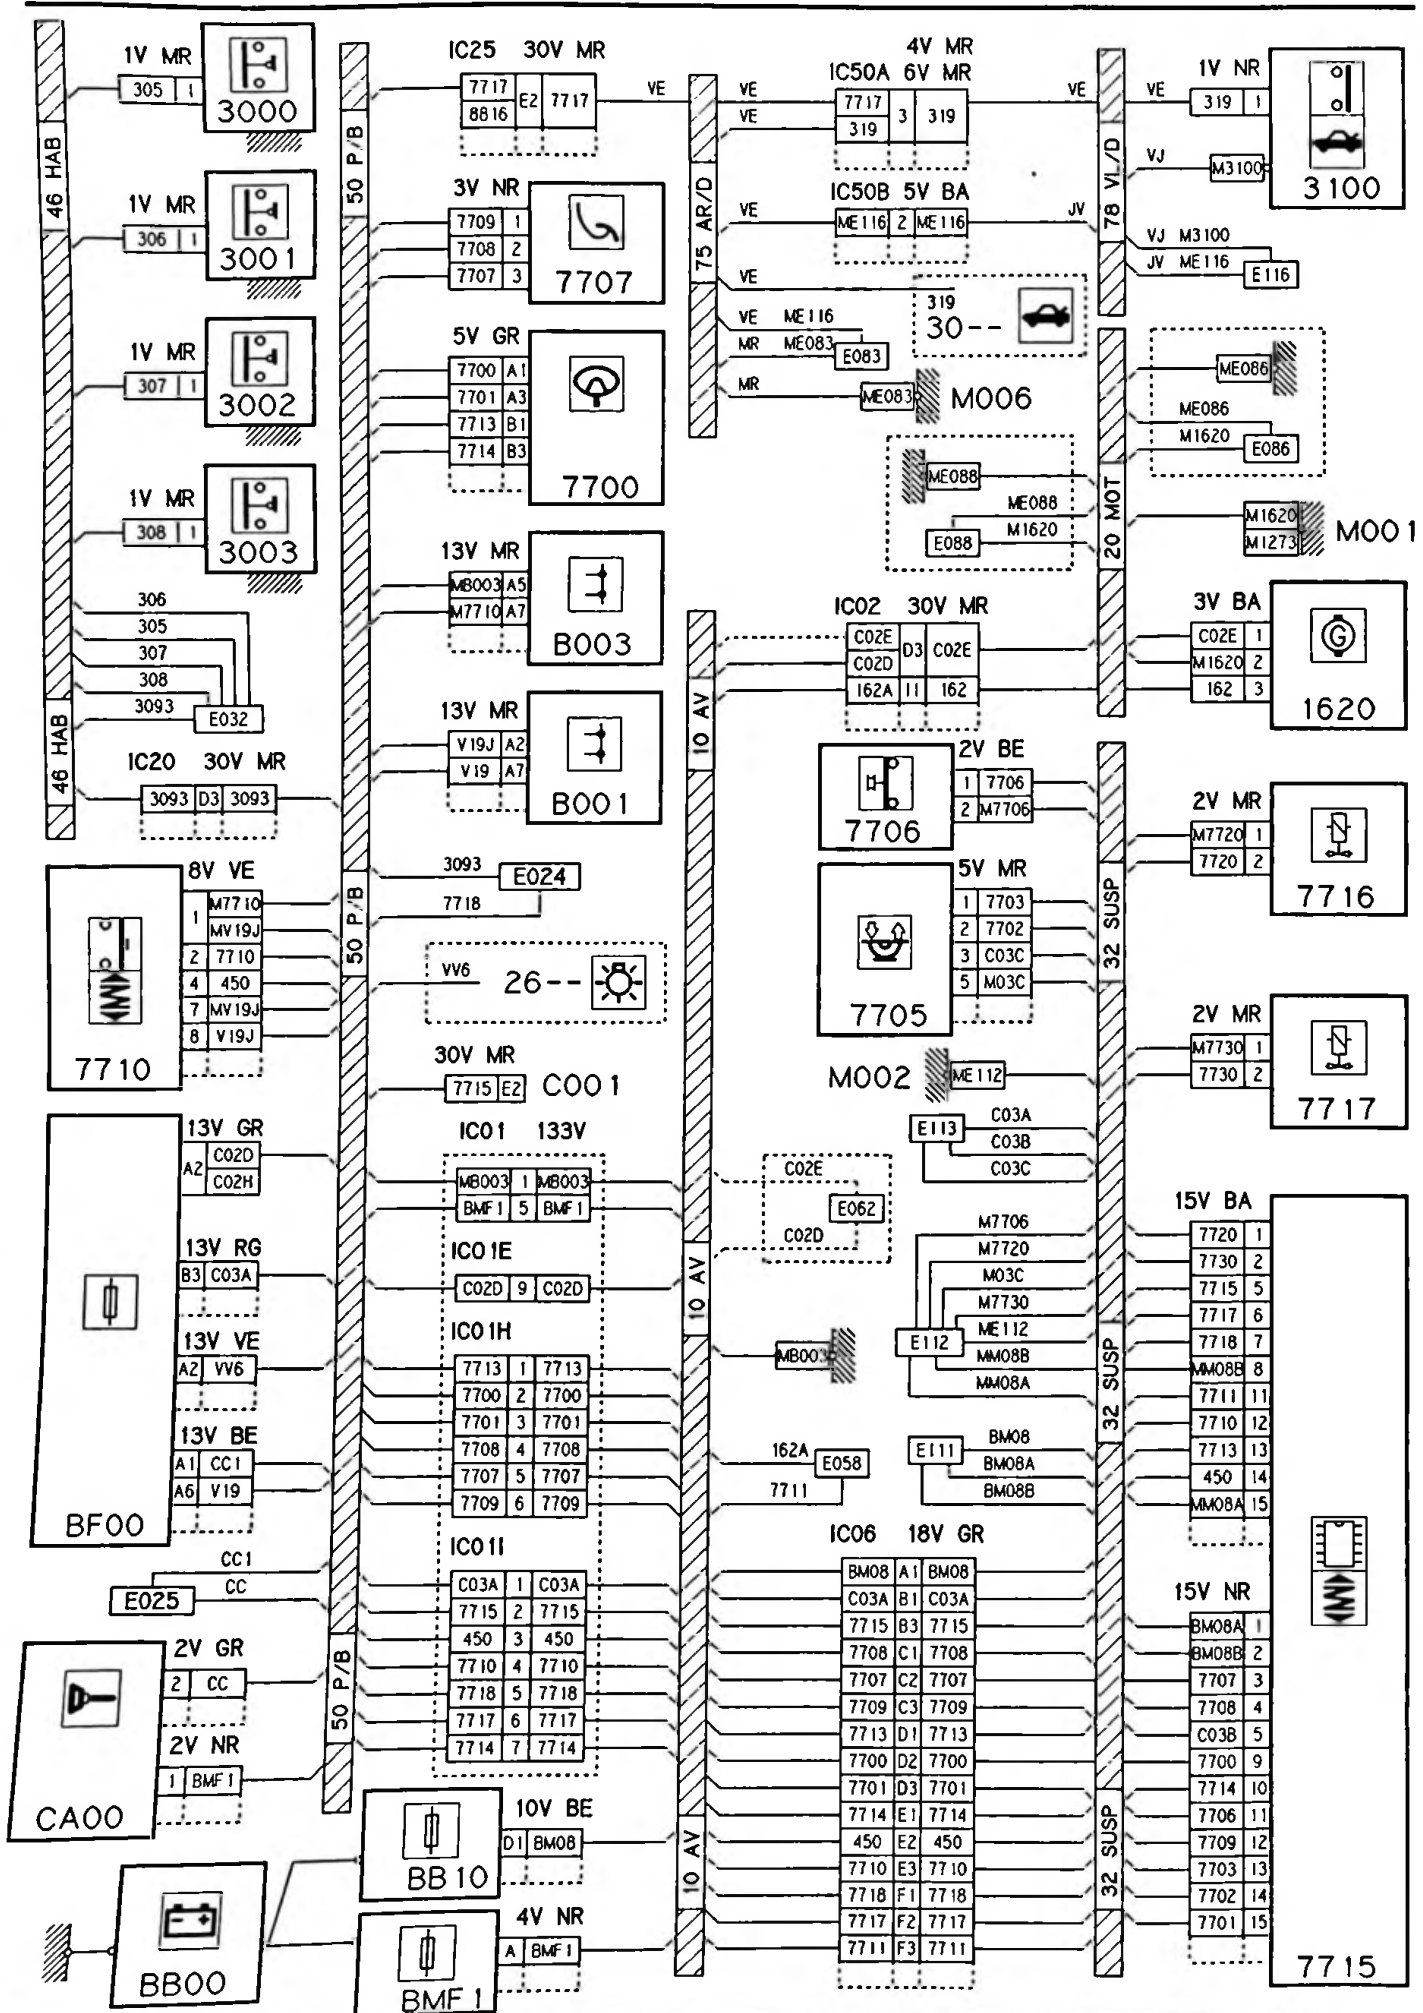 46 HAB
1V MR
305 1
3000
1V MR
306 1
3001
1V MR
307 1
3002
1V MR
308 1
3003
306
305
307
308
3093
E032
46 HAB
IC20 30V MR
3093 D3 3093
8V VE
1 M7710
MV19J
2 7710
4 450
7 MV19J
8 V19J
7710
13V GR
A2 C02D
C02H
13V RG
B3 C03A
13V VE
A2 VV6
13V BE
A1 CC1
A6 V19
BF00
CC1
CC
E025
2V GR
2 CC
2V NR
1 BMF1
CA00
BB00
50 P/B
IC25 30V MR
7717 E2 7717
8816
VE
3V NR
7709 1
7708 2
7707 3
7707
5V GR
7700 A1
7701 A3
7713 B1
7714 B3
7700
13V MR
MB003 A5
M7710 A7
B003
13V MR
V19J A2
V19 A7
B001
50 P/B
3093
E024
7718
VV6
26--
30V MR
7715 E2 C001
IC01 133V
MB003 1 MB003
BMF1 5 BMF1
IC01E
C02D 9 C02D
IC01H
7713 1 7713
7700 2 7700
7701 3 7701
7708 4 7708
7707 5 7707
7709 6 7709
IC01I
C03A 1 C03A
7715 2 7715
450 3 450
7710 4 7710
7718 5 7718
7717 6 7717
7714 7 7714
50 P/B
10V BE
D1 BM08
BB10
4V NR
A BMF1
BMF1
75 AR/D
4V MR
IC50A 6V MR
VE
VE
7717 3 319
319
VE
IC50B 5V BA
VE
ME116 2 ME116
JV
VE
319
30--
VE ME116
MR ME083
E083
MR
ME083
M006
ME088
ME088
M1620
E088
10 AV
IC02 30V MR
C02E D3 C02E
C02D
162A 11 162
2V BE
1 7706
2 M7706
7706
5V MR
1 7703
2 7702
3 C03C
5 M03C
7705
M002
ME112
E113
C03A
C03B
C03C
C02E
E062
C02D
10 AV
M7706
M7720
M03C
M7730
ME112
E112
MM08B
MM08A
162A
E058
7711
E111
BM08
BM08A
BM08B
IC06 18V GR
BM08 A1 BM08
C03A B1 C03A
7715 B3 7715
7708 C1 7708
7707 C2 7707
7709 C3 7709
7713 D1 7713
7700 D2 7700
7701 D3 7701
7714 E1 7714
450 E2 450
7710 E3 7710
7718 F1 7718
7717 F2 7717
7711 F3 7711
10 AV
78 VL/D
1V NR
VE
319 1
VJ
M3100
3100
VJ M3100
JV ME116
E116
ME086
ME086
M1620
E086
20 MOT
M1620
M1273
M001
3V BA
C02E 1
M1620 2
162 3
1620
2V MR
M7720 1
7720 2
7716
32 SUSP
2V MR
M7730 1
7730 2
7717
15V BA
7720 1
7730 2
7715 5
7717 6
7718 7
MM08B 8
7711 11
7710 12
7713 13
450 14
MM08A 15
32 SUSP
15V NR
BM08A 1
BM08B 2
7707 3
7708 4
C03B 5
7700 9
7714 10
7706 11
7709 12
7703 13
7702 14
7701 15
32 SUSP
7715